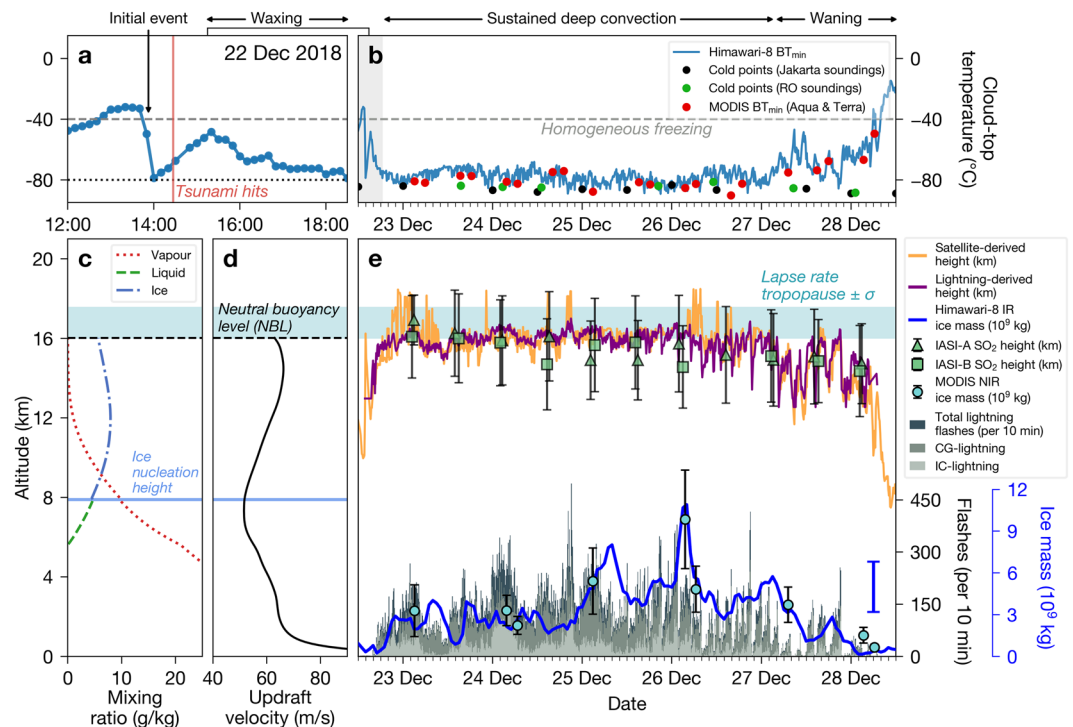 Initial event
Waxing
Sustained deep convection
Waning
a
22 Dec 2018
0
−40
−80
Tsunami hits
12:00
14:00
16:00
18:00
b
Himawari-8 BTmin
Cold points (Jakarta soundings)
Cold points (RO soundings)
MODIS BTmin (Aqua & Terra)
Homogeneous freezing
0
−40
−80
Cloud-top
temperature (°C)
23 Dec
24 Dec
25 Dec
26 Dec
27 Dec
28 Dec
c
Vapour
Liquid
Ice
Ice
nucleation
height
20
16
12
8
4
0
Altitude (km)
0
10
20
Mixing
ratio (g/kg)
d
Neutral buoyancy
level (NBL)
40
60
80
Updraft
velocity (m/s)
e
Lapse rate
tropopause ± σ
23 Dec
24 Dec
25 Dec
26 Dec
27 Dec
28 Dec
Date
450
300
150
0
Flashes (per 10 min)
12
9
6
3
0
Ice mass (10⁹ kg)
Satellite-derived
height (km)
Lightning-derived
height (km)
Himawari-8 IR
ice mass (10⁹ kg)
IASI-A SO₂ height (km)
IASI-B SO₂ height (km)
MODIS NIR
ice mass (10⁹ kg)
Total lightning
flashes (per 10 min)
CG-lightning
IC-lightning